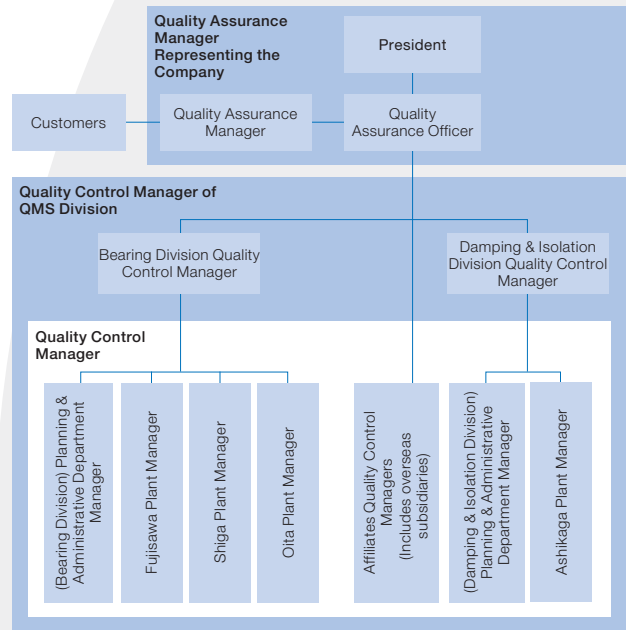 Quality Assurance
Manager
Representing the
Company
President
Customers
Quality Assurance
Manager
Quality
Assurance Officer
Quality Control Manager of
QMS Division
Bearing Division Quality
Control Manager
Damping & Isolation
Division Quality Control
Manager
Quality Control
Manager
(Bearing Division) Planning &
Administrative Department
Manager
Fujisawa Plant Manager
Shiga Plant Manager
Oita Plant Manager
Affiliates Quality Control
Managers
(Includes overseas
subsidiaries)
(Damping & Isolation Division)
Planning & Administrative
Department Manager
Ashikaga Plant Manager